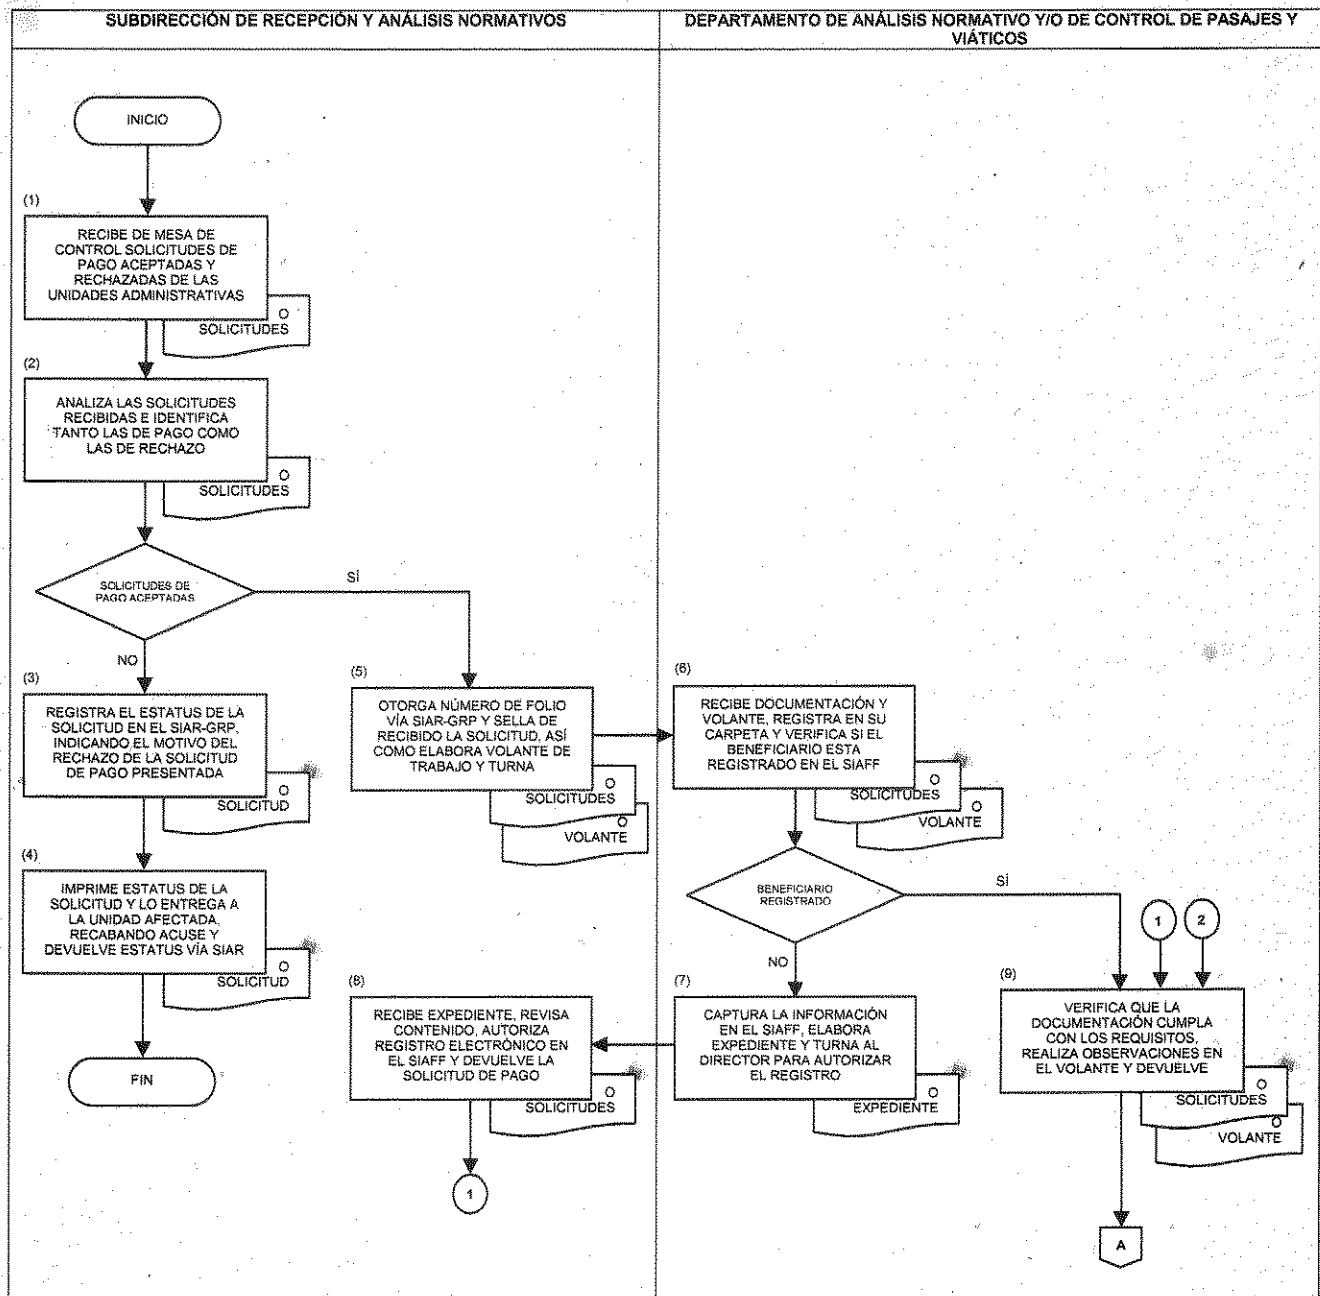 SUBDIRECCIÓN DE RECEPCIÓN Y ANÁLISIS NORMATIVOS
DEPARTAMENTO DE ANÁLISIS NORMATIVO Y/O DE CONTROL DE PASAJES Y
VIÁTICOS
INICIO
(1)
RECIBE DE MESA DE
CONTROL SOLICITUDES DE
PAGO ACEPTADAS Y
RECHAZADAS DE LAS
UNIDADES ADMINISTRATIVAS
O
SOLICITUDES
(2)
ANALIZA LAS SOLICITUDES
RECIBIDAS E IDENTIFICA
TANTO LAS DE PAGO COMO
LAS DE RECHAZO
O
SOLICITUDES
SOLICITUDES DE
PAGO ACEPTADAS
SÍ
NO
(3)
REGISTRA EL ESTATUS DE LA
SOLICITUD EN EL SIAR-GRP,
INDICANDO EL MOTIVO DEL
RECHAZO DE LA SOLICITUD
DE PAGO PRESENTADA
O
SOLICITUD
(4)
IMPRIME ESTATUS DE LA
SOLICITUD Y LO ENTREGA A
LA UNIDAD AFECTADA,
RECABANDO ACUSE Y
DEVUELVE ESTATUS VÍA SIAR
O
SOLICITUD
FIN
(5)
OTORGA NÚMERO DE FOLIO
VÍA SIAR-GRP Y SELLA DE
RECIBIDO LA SOLICITUD, ASÍ
COMO ELABORA VOLANTE DE
TRABAJO Y TURNA
O
SOLICITUDES
O
VOLANTE
(6)
RECIBE DOCUMENTACIÓN Y
VOLANTE, REGISTRA EN SU
CARPETA Y VERIFICA SI EL
BENEFICIARIO ESTA
REGISTRADO EN EL SIAFF
O
SOLICITUDES
O
VOLANTE
BENEFICIARIO
REGISTRADO
SÍ
NO
(7)
CAPTURA LA INFORMACIÓN
EN EL SIAFF, ELABORA
EXPEDIENTE Y TURNA AL
DIRECTOR PARA AUTORIZAR
EL REGISTRO
O
EXPEDIENTE
(8)
RECIBE EXPEDIENTE, REVISA
CONTENIDO, AUTORIZA
REGISTRO ELECTRÓNICO EN
EL SIAFF Y DEVUELVE LA
SOLICITUD DE PAGO
O
SOLICITUDES
1
1
2
(9)
VERIFICA QUE LA
DOCUMENTACIÓN CUMPLA
CON LOS REQUISITOS,
REALIZA OBSERVACIONES EN
EL VOLANTE Y DEVUELVE
O
SOLICITUDES
O
VOLANTE
A